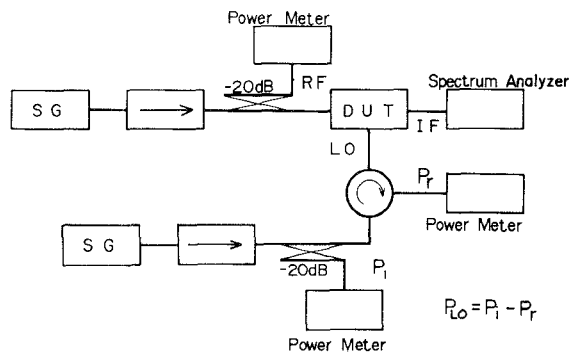 Power Meter
-20dB
RF
Spectrum Analyzer
SG
DUT
IF
LO
Pr
Power Meter
SG
-20dB
Pi
PLO = Pi - Pr
Power Meter